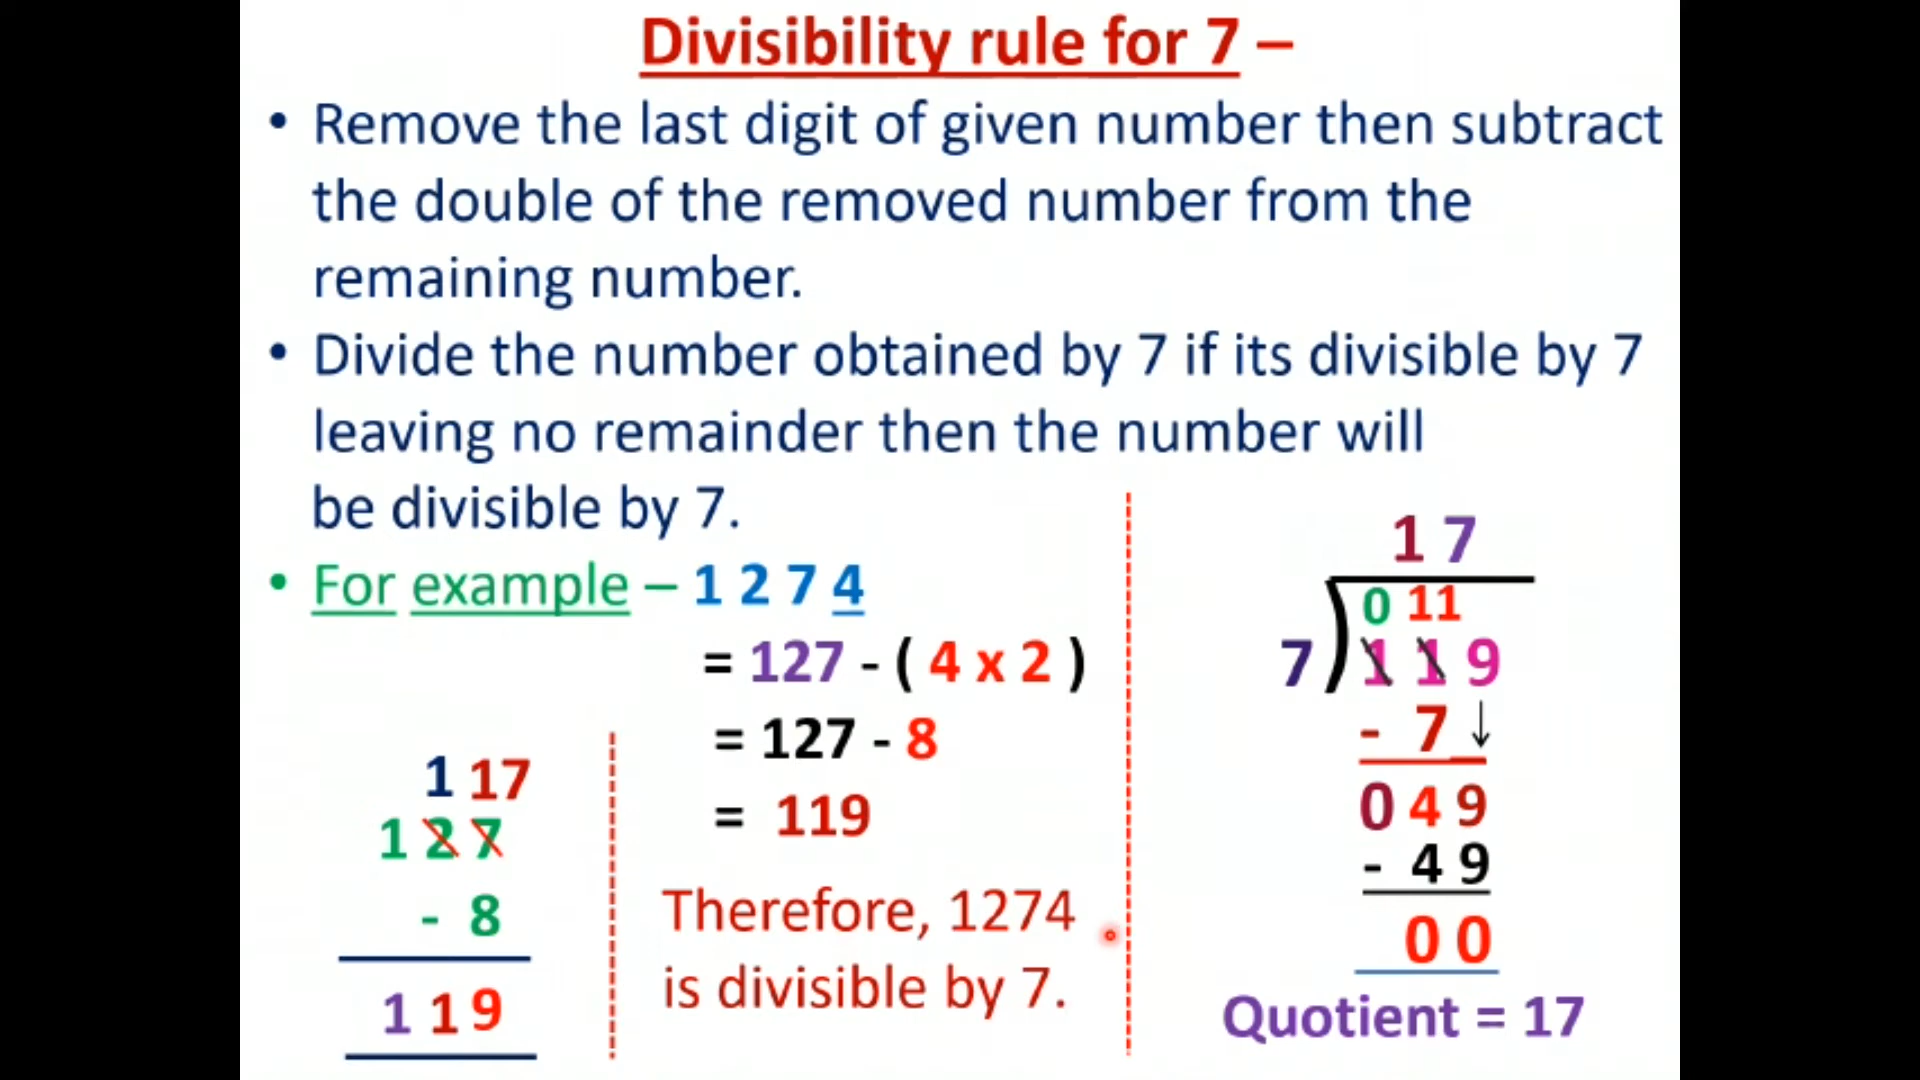 Divisibility rule for 7 –
• Remove the last digit of given number then subtract
the double of the removed number from the
remaining number.
• Divide the number obtained by 7 if its divisible by 7
leaving no remainder then the number will
be divisible by 7.
• For example – 1 2 7 4
= 127 - ( 4 x 2 )
= 127 - 8
= 119
Therefore, 1274
is divisible by 7.
1 17
1 2 7
- 8
1 1 9
1 7
0 11
7 ) 1 1 9
- 7 ↓
0 4 9
- 4 9
0 0
Quotient = 17